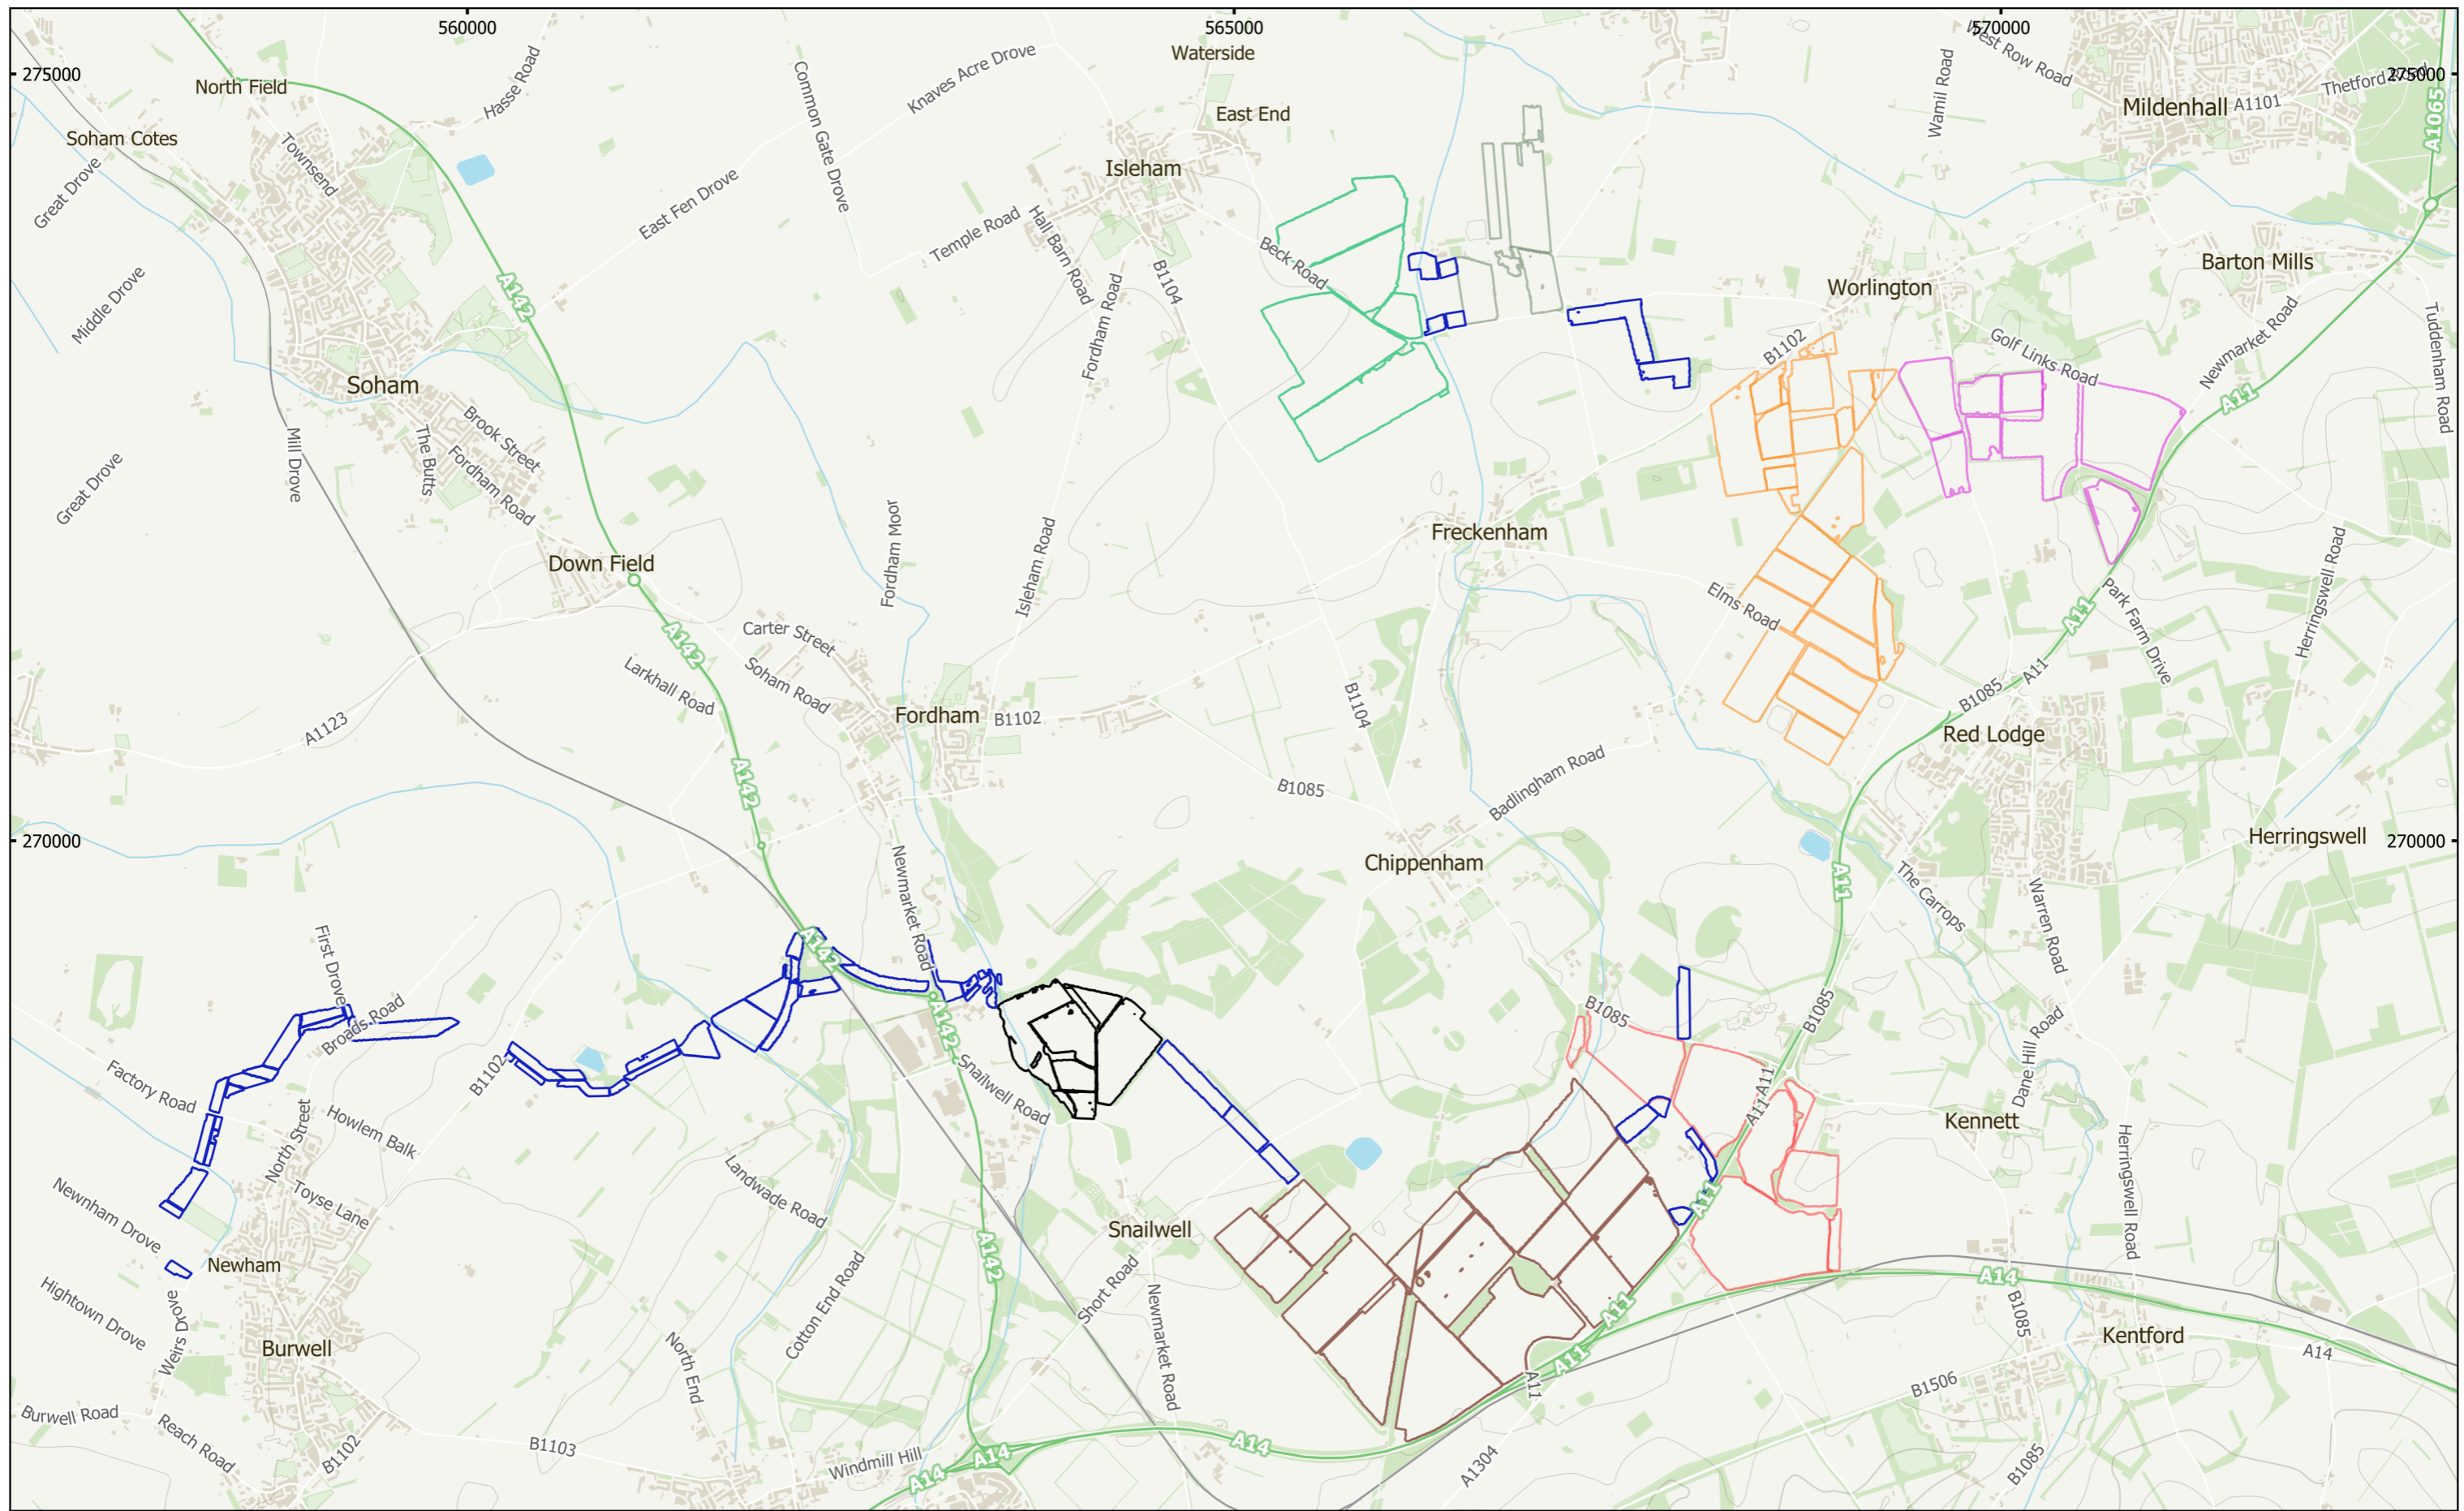 560000
565000
570000
275000
275000
270000
270000
North Field
Hasse Road
Common Gate Drove
Knaves Acre Drove
Waterside
West Row Road
Wamil Road
Mildenhall
A1101
Thetford Road
A1065
Soham Cotes
Townsend
East End
Isleham
Great Drove
East Fen Drove
Temple Road
Hall Barn Road
Beck Road
B1104
Fordham Road
Middle Drove
A142
Worlington
Barton Mills
Golf Links Road
Newmarket Road
Tuddenham Road
B1102
A11
Soham
Brook Street
The Butts
Fordham Road
Mill Drove
Great Drove
Fordham Moor
Isleham Road
Freckenham
Down Field
Elms Road
Herringswell Road
Park Farm Drive
A11
A142
Carter Street
Larkhall Road
Soham Road
Fordham
B1102
B1104
B1085
A11
A1123
Red Lodge
A142
B1085
Badlingham Road
Chippenham
Herringswell
A11
The Carrops
Warren Road
Newmarket Road
First Drove
Broads Road
A142
A142
B1085
B1085
Dane Hill Road
Factory Road
B1102
Snailwell Road
North Street
Howlem Balk
A11
A11
Kennett
Herringswell Road
Landwade Road
Toyse Lane
Newnham Drove
Snailwell
A11
Newham
A142
Hightown Drove
Weirs Drove
Cotton End Road
Short Road
Newmarket Road
A14
B1085
A11
Burwell
North End
Kentford
A14
A11
A11
B1506
Burwell Road
Reach Road
B1102
B1103
Windmill Hill
A14
A14
A14
A1304
B1085